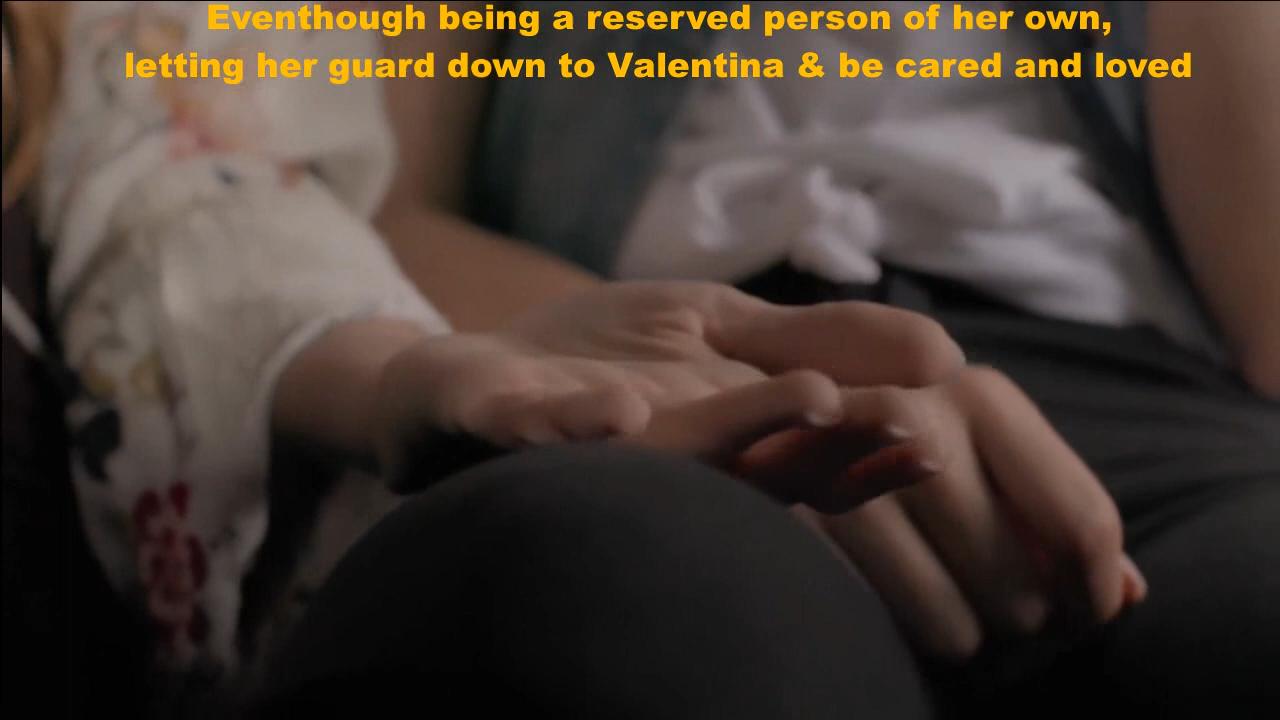 Eventhough being a reserved person of her own,
letting her guard down to Valentina & be cared and loved